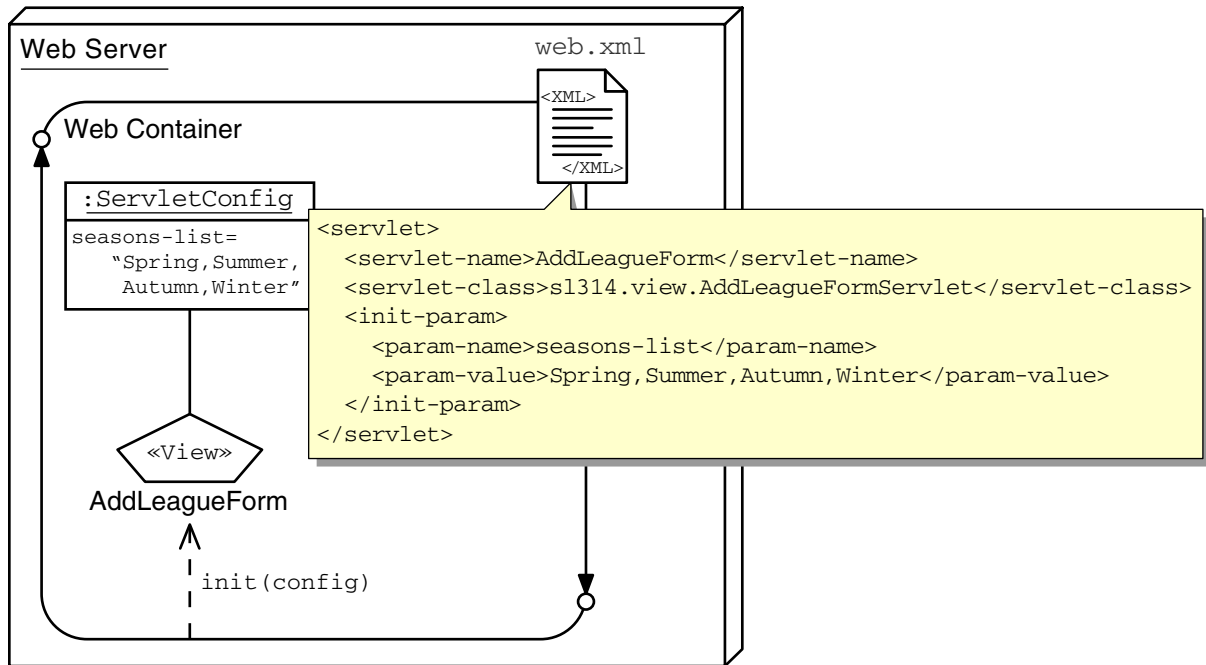 Web Server
web.xml
<XML>
</XML>
Web Container
:ServletConfig
seasons-list=
“Spring,Summer,
Autumn,Winter”
<servlet>
<servlet-name>AddLeagueForm</servlet-name>
<servlet-class>sl314.view.AddLeagueFormServlet</servlet-class>
<init-param>
<param-name>seasons-list</param-name>
<param-value>Spring,Summer,Autumn,Winter</param-value>
</init-param>
</servlet>
«View»
AddLeagueForm
init(config)